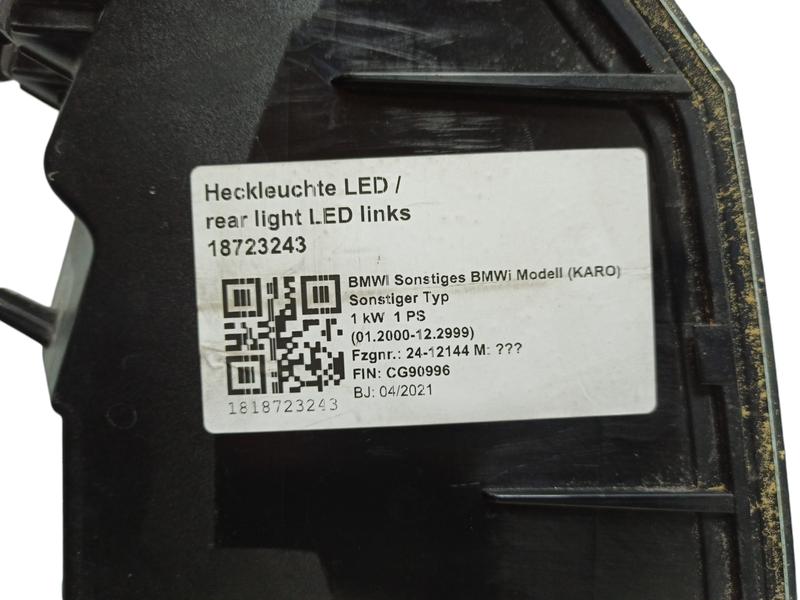 Heckleuchte LED /
rear light LED links
18723243
BMWI Sonstiges BMWi Modell (KARO)
Sonstiger Typ
1 kW 1 PS
(01.2000-12.2999)
Fzgnr.: 24-12144 M: ???
FIN: CG90996
BJ: 04/2021
1818723243